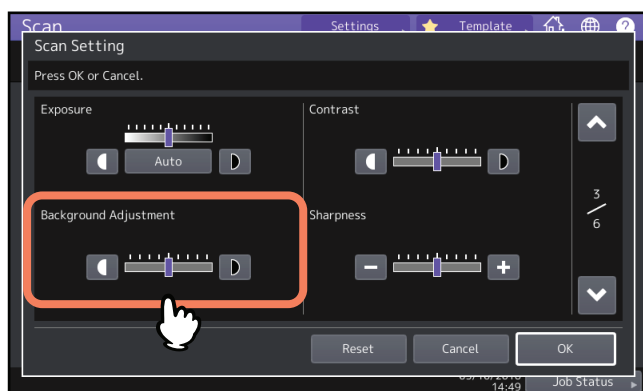 Scan
Settings
Template
?
Scan Setting
Press OK or Cancel.
Exposure
Auto
Contrast
Background Adjustment
Sharpness
3
6
Reset
Cancel
OK
14:49
Job Status